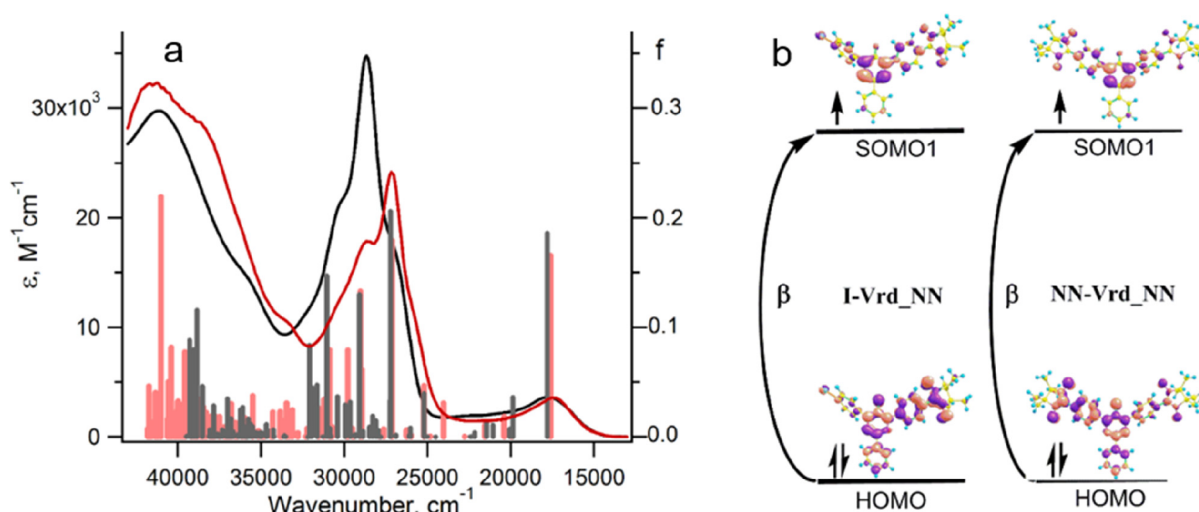 a
ε, M⁻¹cm⁻¹
30x10³
20
10
0
f
0.3
0.2
0.1
0.0
40000 35000 30000 25000 20000 15000
Wavenumber, cm⁻¹
b
SOMO1 SOMO1
β I-Vrd_NN β NN-Vrd_NN
HOMO HOMO